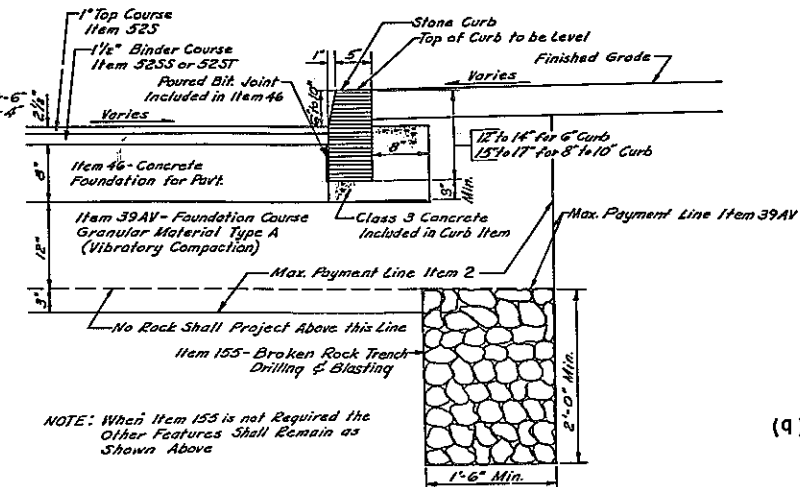 1" Top Course
Item 52S
1½" Binder Course
Item 52SS or 52ST
Poured Bit. Joint
Included in Item 46
1"
5"
Stone Curb
Top of Curb to be Level
Finished Grade
Varies
Varies
2½"
8"
12" to 14" for 6" Curb
15" to 17" for 8" to 10" Curb
8"
Item 46-Concrete
Foundation for Pav't.
3"
Min.
Item 39AV-Foundation Course
Granular Material Type A
(Vibratory Compaction)
Class 3 Concrete
Included in Curb Item
Max. Payment Line Item 39AV
12"
Max. Payment Line Item 2
3"
No Rock Shall Project Above this Line
Item 155-Broken Rock Trench
Drilling & Blasting
2'-0" Min.
NOTE: When Item 155 is not Required the
Other Features Shall Remain as
Shown Above
1'-6" Min.